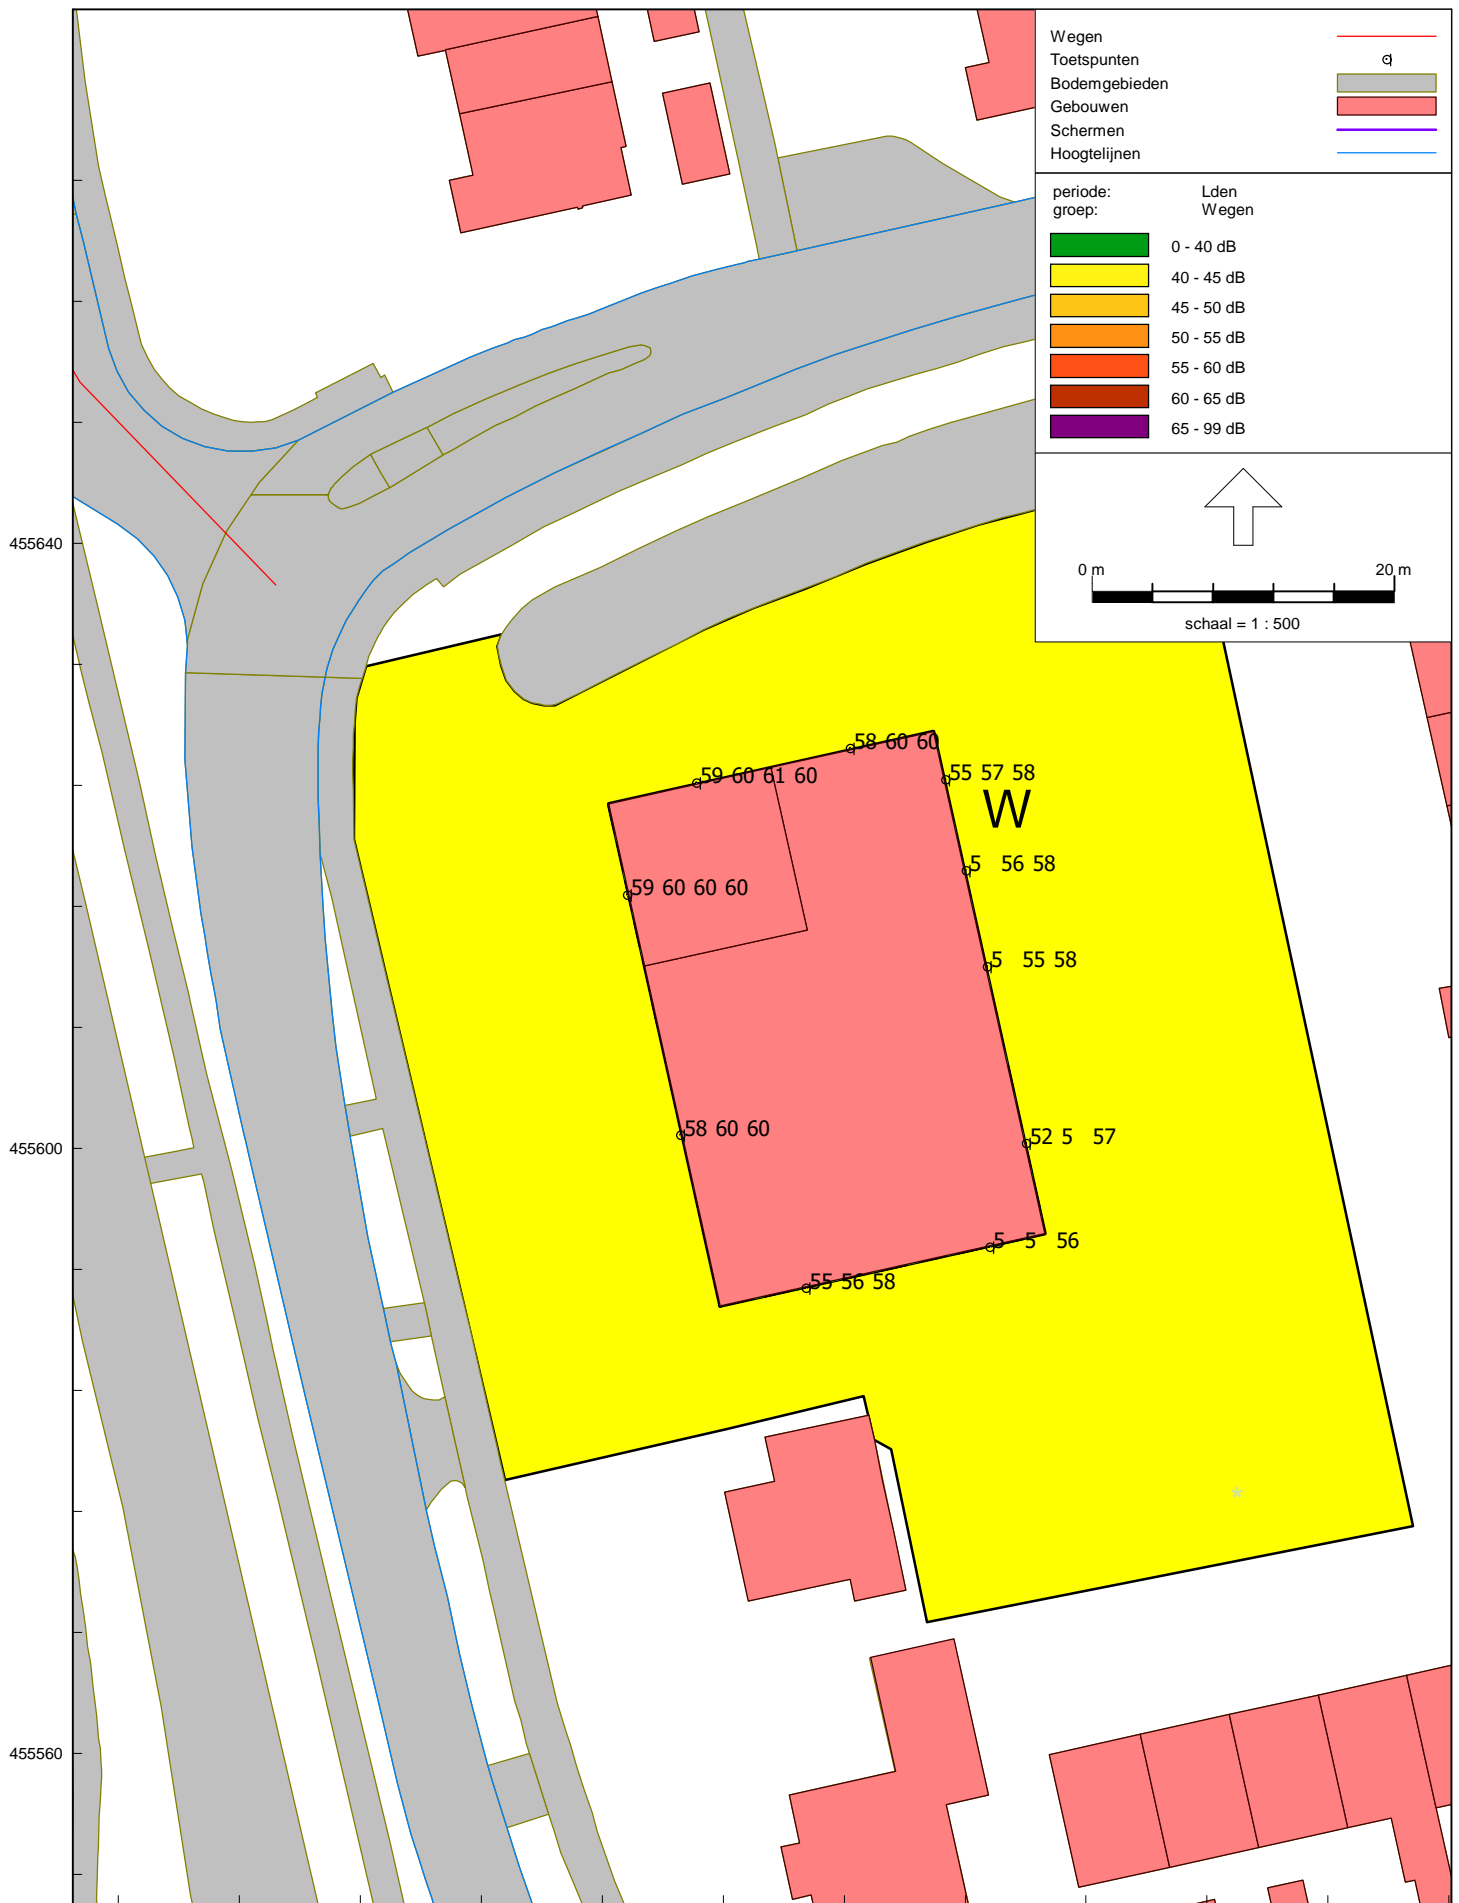 Wegen
Toetspunten
Bodemgebieden
Gebouwen
Schermen
Hoogtelijnen
periode: Lden
groep: Wegen
0 - 40 dB
40 - 45 dB
45 - 50 dB
50 - 55 dB
55 - 60 dB
60 - 65 dB
65 - 99 dB
0 m 20 m
schaal = 1 : 500
455640
58 60 60
59 60 61 60
55 57 58
W
5 56 58
59 60 60 60
5 55 58
58 60 60
52 5 57
455600
5 5 56
55 56 58
*
455560